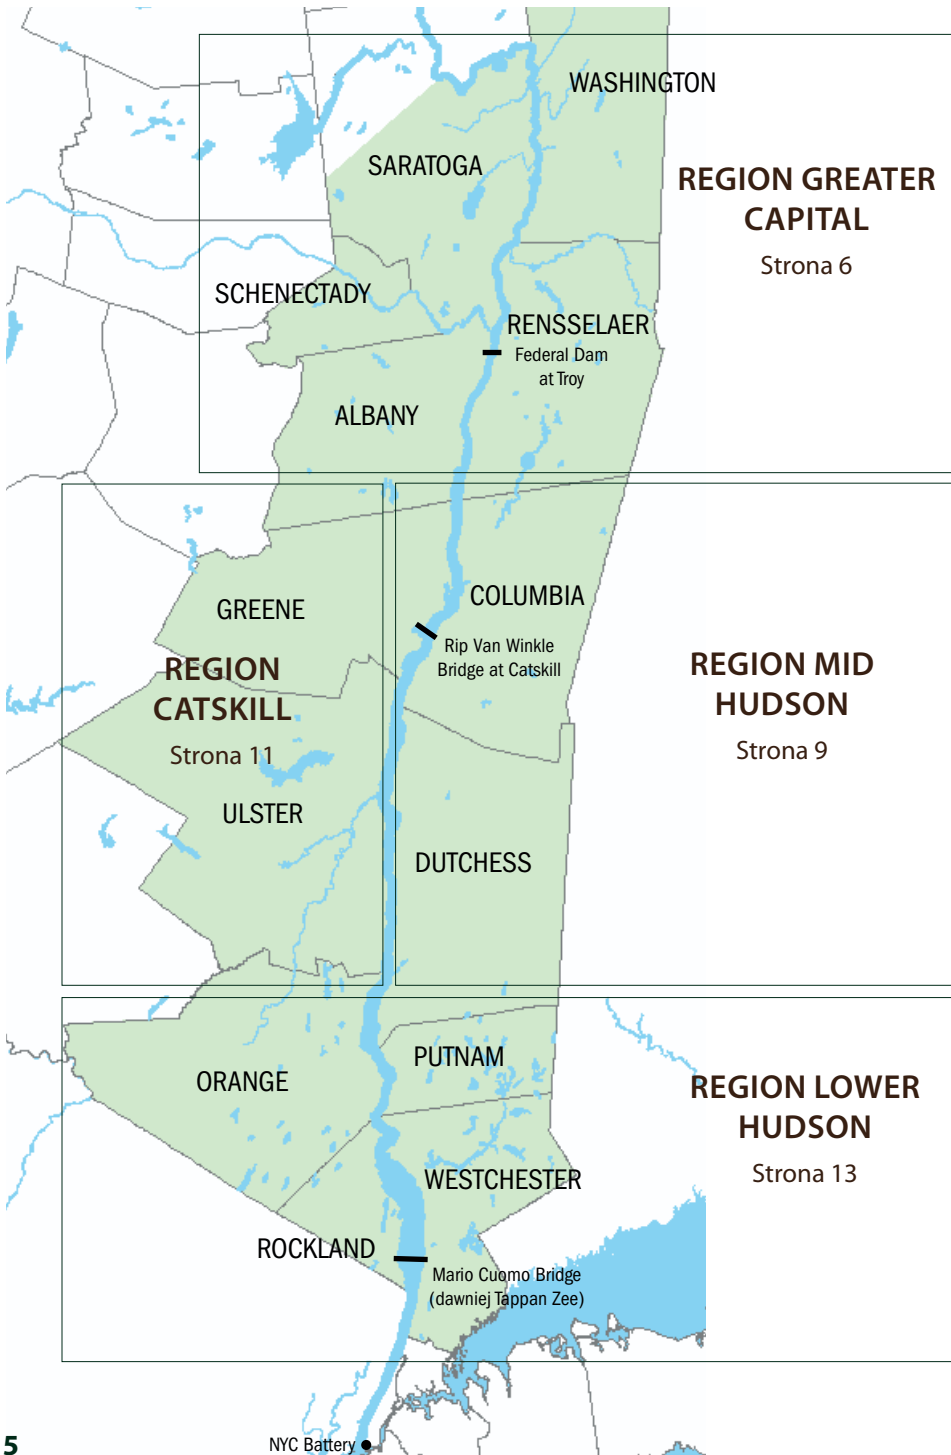 WASHINGTON
SARATOGA
REGION GREATER
CAPITAL
Strona 6
SCHENECTADY
RENSSELAER
Federal Dam
at Troy
ALBANY
COLUMBIA
GREENE
Rip Van Winkle
Bridge at Catskill
REGION
CATSKILL
Strona 11
REGION MID
HUDSON
Strona 9
ULSTER
DUTCHESS
PUTNAM
ORANGE
REGION LOWER
HUDSON
Strona 13
WESTCHESTER
ROCKLAND
Mario Cuomo Bridge
(dawniej Tappan Zee)
NYC Battery
5